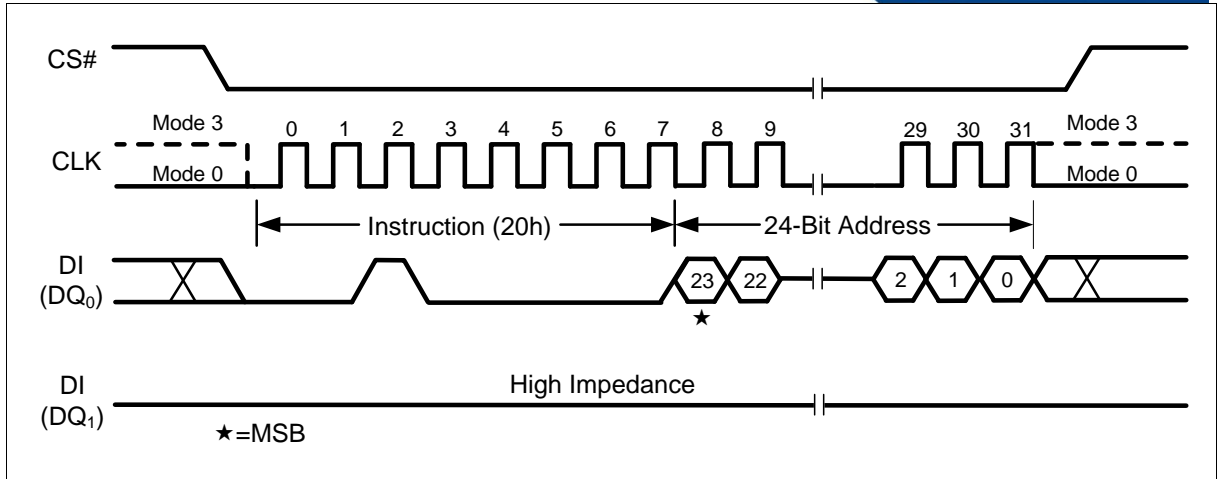 CS#
Mode 3
0 1 2 3 4 5 6 7 8 9 29 30 31
Mode 3
CLK
Mode 0
Mode 0
Instruction (20h)
24-Bit Address
DI
(DQ₀)
23 22 2 1 0
★
High Impedance
DI
(DQ₁)
★=MSB